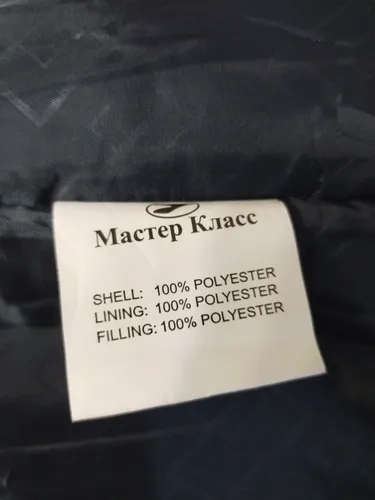 Мастер Класс
SHELL: 100% POLYESTER
LINING: 100% POLYESTER
FILLING: 100% POLYESTER